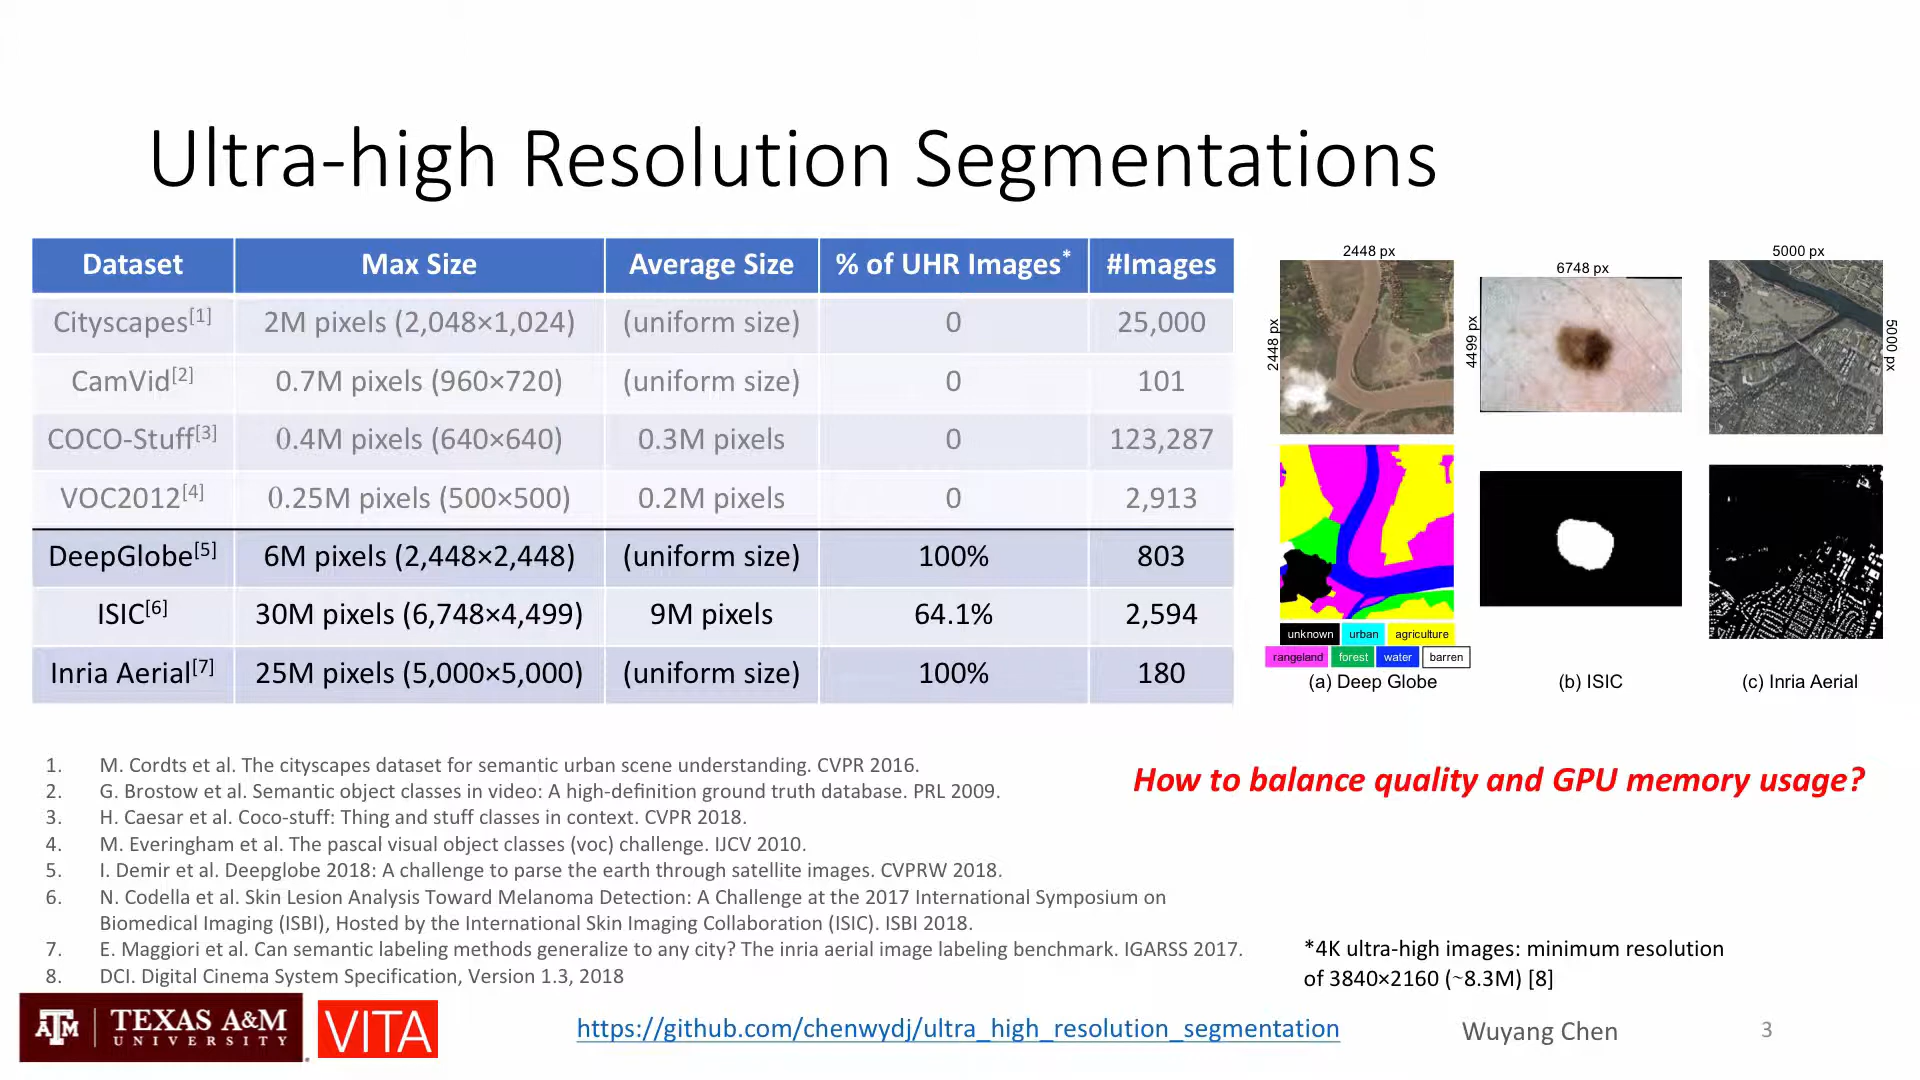 Ultra-high Resolution Segmentations
Dataset Max Size Average Size % of UHR Images* #Images
Cityscapes[1] 2M pixels (2,048×1,024) (uniform size) 0 25,000
CamVid[2] 0.7M pixels (960×720) (uniform size) 0 101
COCO-Stuff[3] 0.4M pixels (640×640) 0.3M pixels 0 123,287
VOC2012[4] 0.25M pixels (500×500) 0.2M pixels 0 2,913
DeepGlobe[5] 6M pixels (2,448×2,448) (uniform size) 100% 803
ISIC[6] 30M pixels (6,748×4,499) 9M pixels 64.1% 2,594
Inria Aerial[7] 25M pixels (5,000×5,000) (uniform size) 100% 180
2448 px
2448 px
6748 px
4499 px
5000 px
5000 px
unknown urban agriculture
rangeland forest water barren
(a) Deep Globe (b) ISIC (c) Inria Aerial
1. M. Cordts et al. The cityscapes dataset for semantic urban scene understanding. CVPR 2016.
2. G. Brostow et al. Semantic object classes in video: A high-definition ground truth database. PRL 2009.
3. H. Caesar et al. Coco-stuff: Thing and stuff classes in context. CVPR 2018.
4. M. Everingham et al. The pascal visual object classes (voc) challenge. IJCV 2010.
5. I. Demir et al. Deepglobe 2018: A challenge to parse the earth through satellite images. CVPRW 2018.
6. N. Codella et al. Skin Lesion Analysis Toward Melanoma Detection: A Challenge at the 2017 International Symposium on
Biomedical Imaging (ISBI), Hosted by the International Skin Imaging Collaboration (ISIC). ISBI 2018.
7. E. Maggiori et al. Can semantic labeling methods generalize to any city? The inria aerial image labeling benchmark. IGARSS 2017.
8. DCI. Digital Cinema System Specification, Version 1.3, 2018
How to balance quality and GPU memory usage?
*4K ultra-high images: minimum resolution
of 3840×2160 (~8.3M) [8]
ATM TEXAS A&M
UNIVERSITY
VITA
https://github.com/chenwydj/ultra_high_resolution_segmentation
Wuyang Chen
3